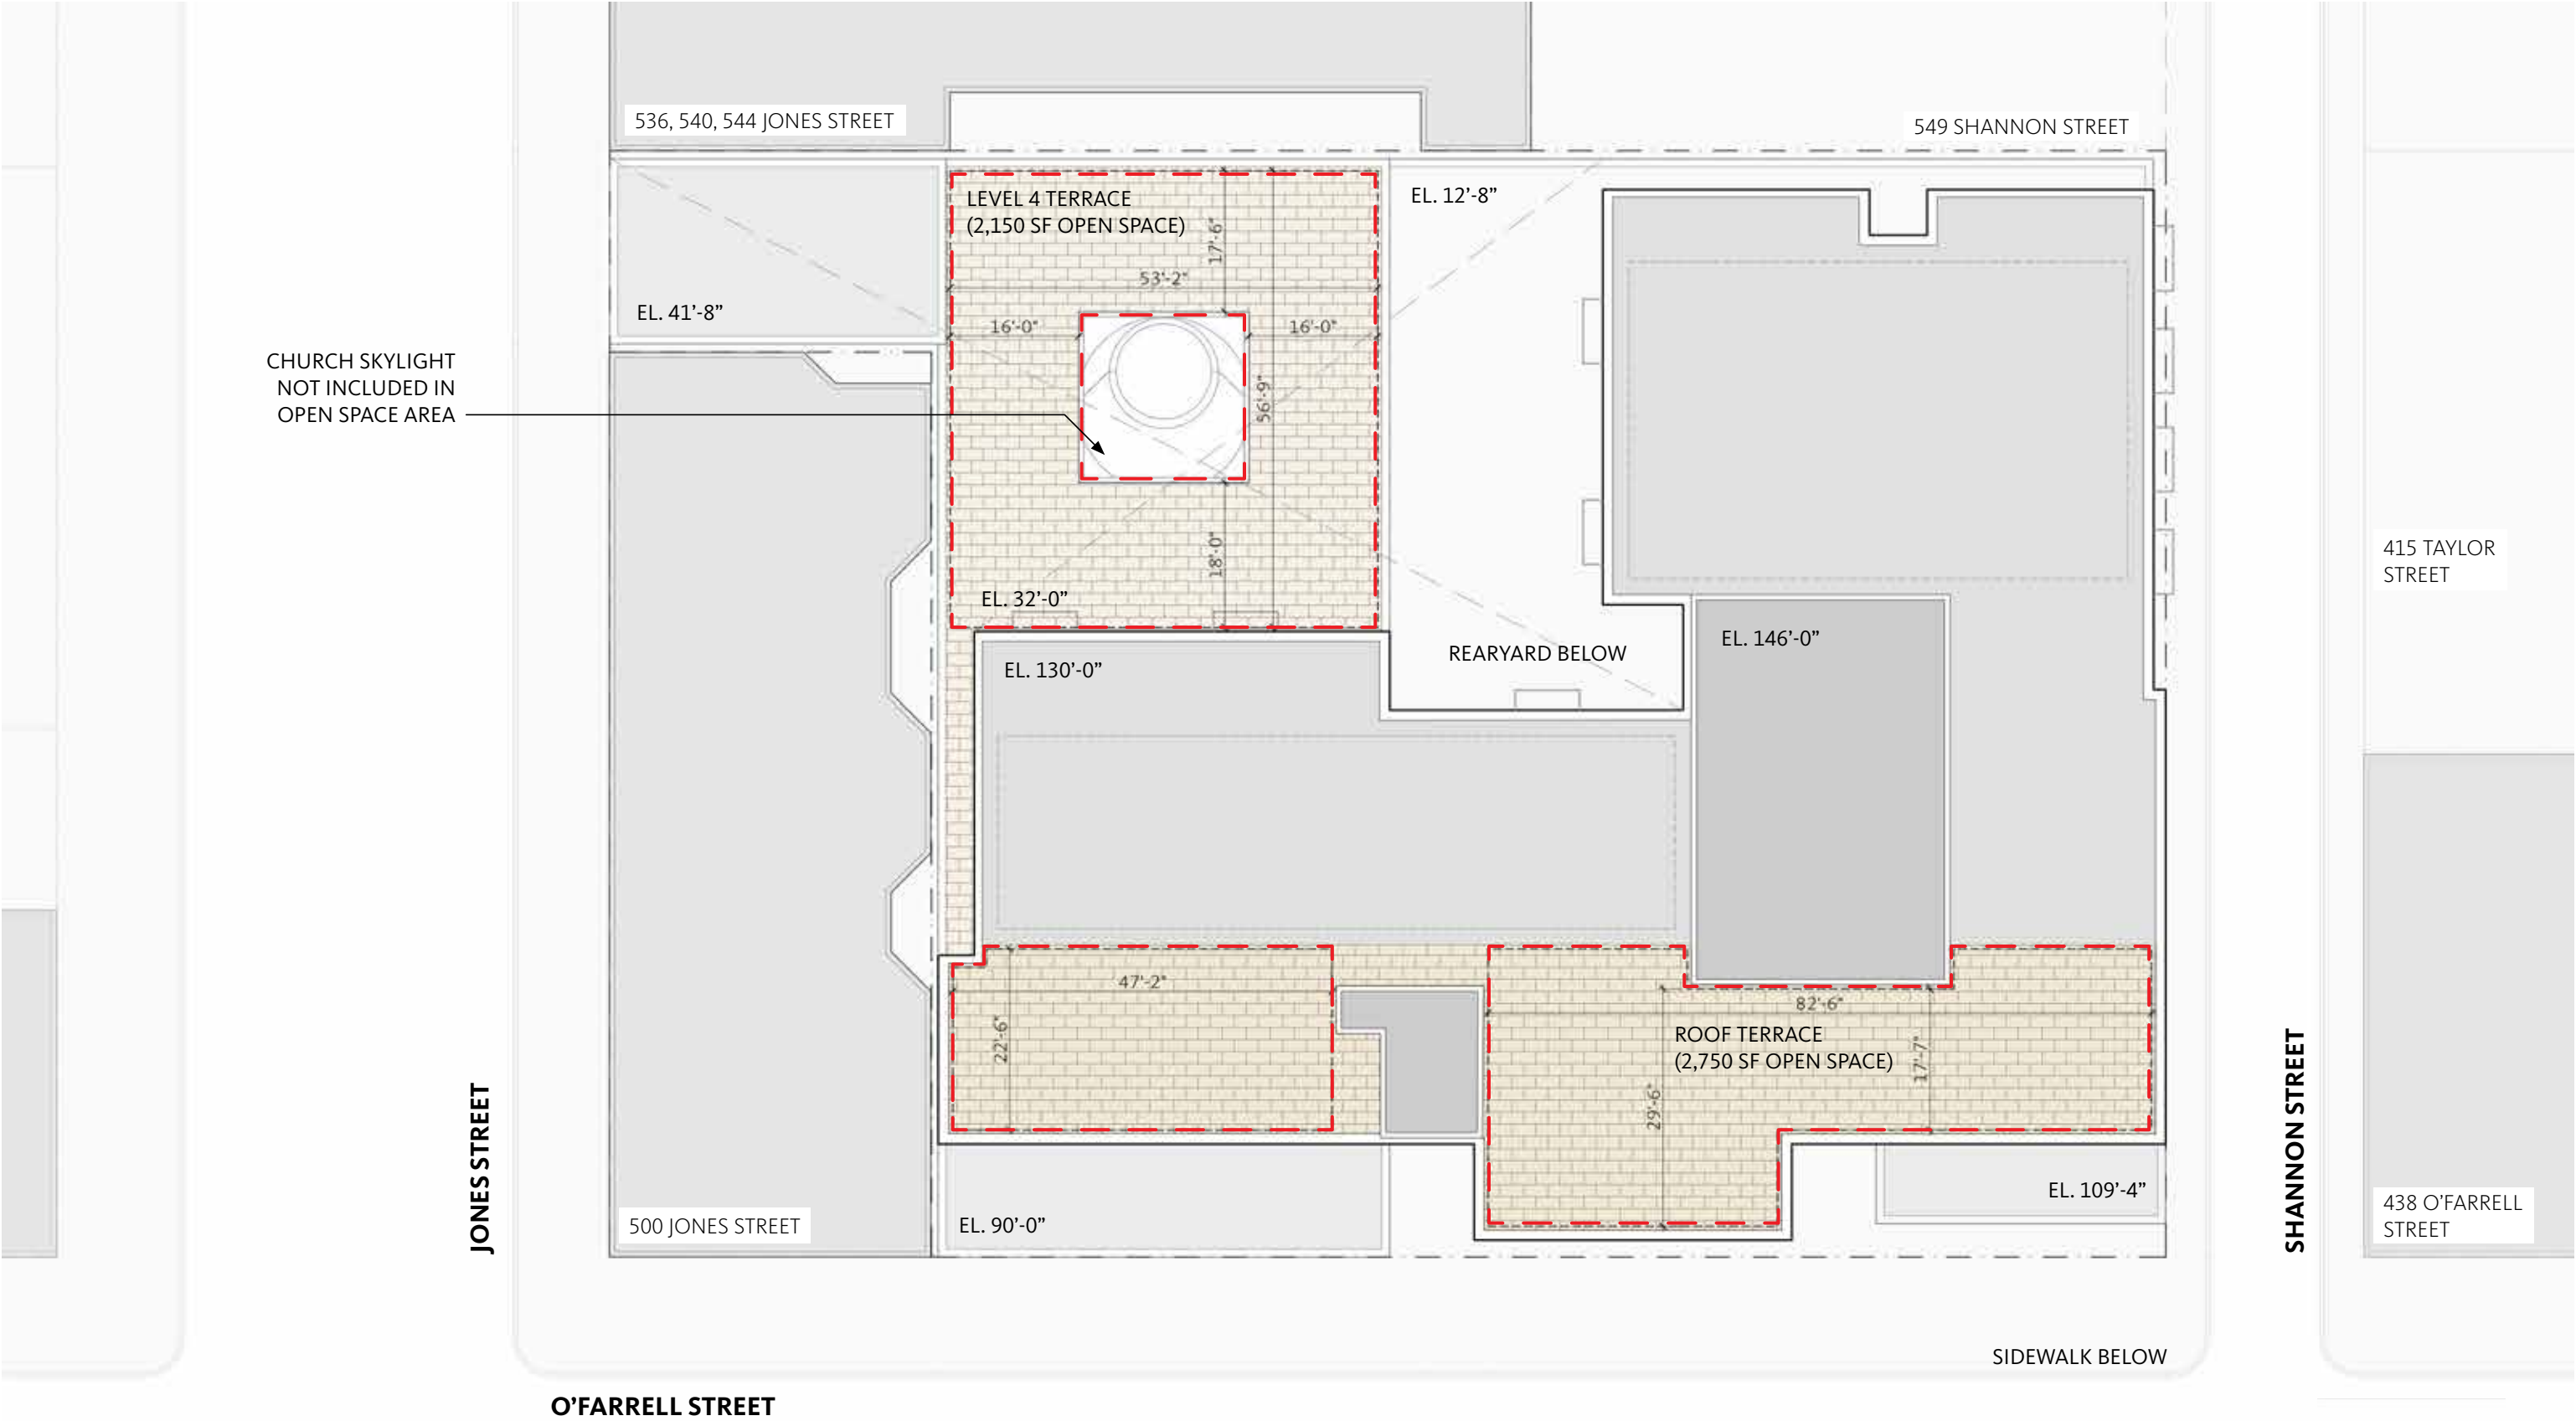 536, 540, 544 JONES STREET
549 SHANNON STREET
LEVEL 4 TERRACE
(2,150 SF OPEN SPACE)
EL. 12'-8"
17'-6"
53'-2"
EL. 41'-8"
16'-0"
16'-0"
CHURCH SKYLIGHT
NOT INCLUDED IN
OPEN SPACE AREA
56'-9"
18'-0"
415 TAYLOR
STREET
EL. 32'-0"
EL. 146'-0"
REARYARD BELOW
EL. 130'-0"
47'-2"
82'-6"
22'-6"
ROOF TERRACE
(2,750 SF OPEN SPACE)
17'-7"
29'-6"
JONES STREET
SHANNON STREET
EL. 109'-4"
438 O'FARRELL
STREET
500 JONES STREET
EL. 90'-0"
SIDEWALK BELOW
O'FARRELL STREET